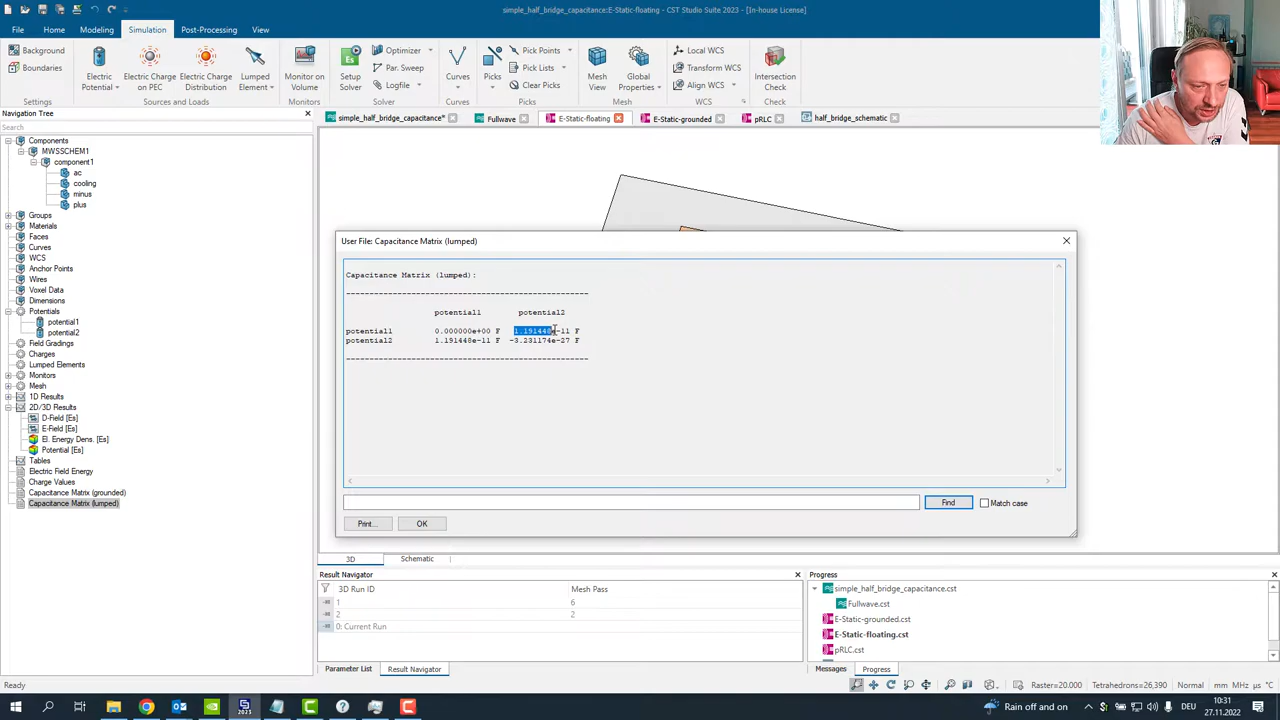 simple_half_bridge_capacitance:E-Static-floating - CST Studio Suite 2023 - [In-house License]
File Home Modeling Simulation Post-Processing View
Background
Boundaries
Settings
Electric Potential
Electric Charge on PEC
Electric Charge Distribution
Lumped Element
Sources and Loads
Monitor on Volume
Monitors
Setup Solver
Optimizer
Par. Sweep
Logfile
Solver
Curves
Curves
Picks
Pick Points
Pick Lists
Clear Picks
Picks
Mesh View
Global Properties
Mesh
Local WCS
Transform WCS
Align WCS
WCS
Intersection Check
Check
Navigation Tree
Search
simple_half_bridge_capacitance* Fullwave E-Static-floating E-Static-grounded pRLC half_bridge_schematic
Components
MWSSCHEM1
component1
ac
cooling
minus
plus
Groups
Materials
Faces
Curves
WCS
Anchor Points
Wires
Voxel Data
Dimensions
Potentials
potential1
potential2
Field Gradings
Charges
Lumped Elements
Monitors
Mesh
1D Results
2D/3D Results
D-Field [Es]
E-Field [Es]
El. Energy Dens. [Es]
Potential [Es]
Tables
Electric Field Energy
Charge Values
Capacitance Matrix (grounded)
Capacitance Matrix (lumped)
User File: Capacitance Matrix (lumped)
Capacitance Matrix (lumped):
potential1 potential2
potential1 0.000000e+00 F 1.191448e-11 F
potential2 1.191448e-11 F -3.231174e-27 F
Find
Match case
Print...
OK
3D Schematic
Result Navigator
3D Run ID Mesh Pass
1 6
2 2
0: Current Run
Parameter List Result Navigator
Progress
simple_half_bridge_capacitance.cst
Fullwave.cst
E-Static-grounded.cst
E-Static-floating.cst
pRLC.cst
Messages Progress
Ready
Raster=20.000 Tetrahedrons=26,390 Normal mm MHz µs °C
Rain off and on
10:31
27.11.2022